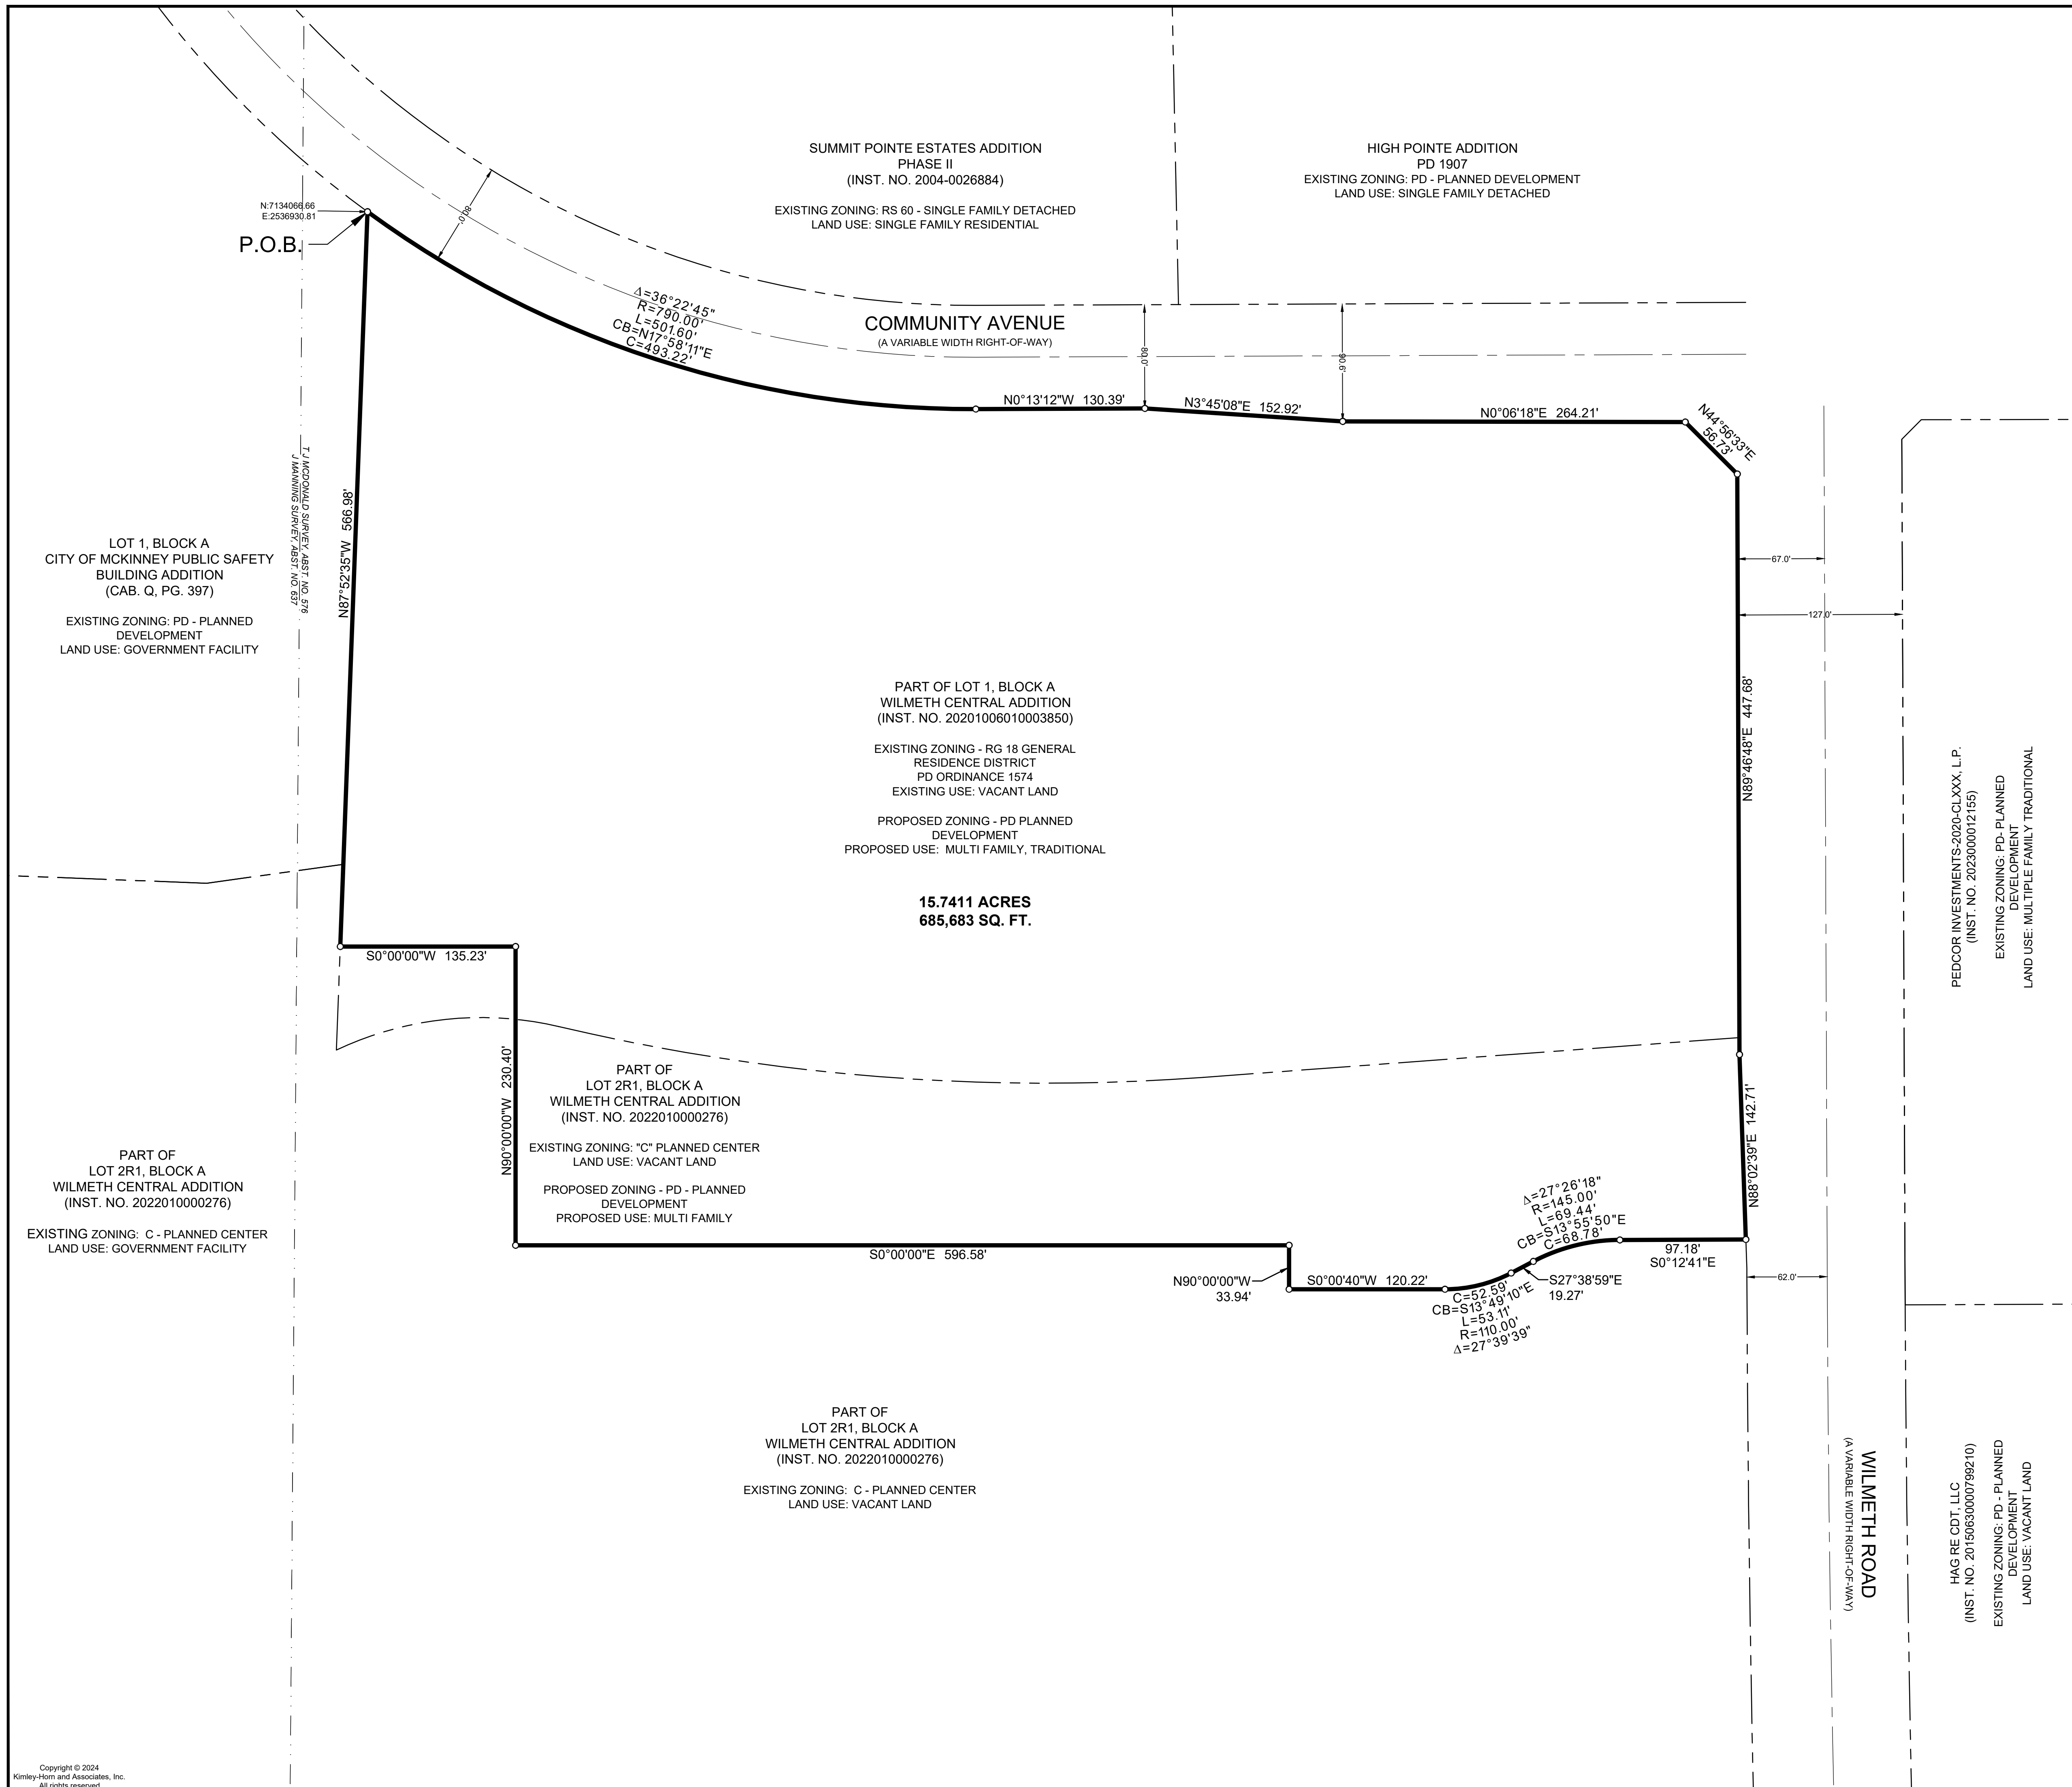 SUMMIT POINTE ESTATES ADDITION
PHASE II
(INST. NO. 2004-0026884)
EXISTING ZONING: RS 60 - SINGLE FAMILY DETACHED
LAND USE: SINGLE FAMILY RESIDENTIAL
HIGH POINTE ADDITION
PD 1907
EXISTING ZONING: PD - PLANNED DEVELOPMENT
LAND USE: SINGLE FAMILY DETACHED
N:7134066.66
E:2536930.81
P.O.B.
80.0'
Δ=36°22'45"
R=790.00'
L=501.60'
CB=N17°58'11"E
C=493.22'
COMMUNITY AVENUE
(A VARIABLE WIDTH RIGHT-OF-WAY)
80.0'
90.6'
N0°13'12"W 130.39'
N3°45'08"E 152.92'
N0°06'18"E 264.21'
N44°56'33"E
56.73'
67.0'
127.0'
T J MCDONALD SURVEY, ABST. NO. 576
J MANNING SURVEY, ABST. NO. 637
N87°52'35"W 566.98'
LOT 1, BLOCK A
CITY OF MCKINNEY PUBLIC SAFETY
BUILDING ADDITION
(CAB. Q, PG. 397)
EXISTING ZONING: PD - PLANNED
DEVELOPMENT
LAND USE: GOVERNMENT FACILITY
PART OF LOT 1, BLOCK A
WILMETH CENTRAL ADDITION
(INST. NO. 20201006010003850)
EXISTING ZONING - RG 18 GENERAL
RESIDENCE DISTRICT
PD ORDINANCE 1574
EXISTING USE: VACANT LAND
PROPOSED ZONING - PD PLANNED
DEVELOPMENT
PROPOSED USE: MULTI FAMILY, TRADITIONAL
15.7411 ACRES
685,683 SQ. FT.
N89°46'48"E 447.68'
PEDCOR INVESTMENTS-2020-CLXXX, L.P.
(INST. NO. 2023000012155)
EXISTING ZONING: PD- PLANNED
DEVELOPMENT
LAND USE: MULTIPLE FAMILY TRADITIONAL
S0°00'00"W 135.23'
N90°00'00"W 230.40'
PART OF
LOT 2R1, BLOCK A
WILMETH CENTRAL ADDITION
(INST. NO. 2022010000276)
EXISTING ZONING: "C" PLANNED CENTER
LAND USE: VACANT LAND
PROPOSED ZONING - PD - PLANNED
DEVELOPMENT
PROPOSED USE: MULTI FAMILY
N88°02'39"E 142.71'
PART OF
LOT 2R1, BLOCK A
WILMETH CENTRAL ADDITION
(INST. NO. 2022010000276)
EXISTING ZONING: C - PLANNED CENTER
LAND USE: GOVERNMENT FACILITY
Δ=27°26'18"
R=145.00'
L=69.44'
CB=S13°55'50"E
C=68.78'
S0°00'00"E 596.58'
97.18'
S0°12'41"E
N90°00'00"W
33.94'
S0°00'40"W 120.22'
S27°38'59"E
19.27'
62.0'
C=52.59'
CB=S13°49'10"E
L=53.11'
R=110.00'
Δ=27°39'39"
PART OF
LOT 2R1, BLOCK A
WILMETH CENTRAL ADDITION
(INST. NO. 2022010000276)
EXISTING ZONING: C - PLANNED CENTER
LAND USE: VACANT LAND
WILMETH ROAD
(A VARIABLE WIDTH RIGHT-OF-WAY)
HAG RE CDT, LLC
(INST. NO. 20150630000799210)
EXISTING ZONING: PD - PLANNED
DEVELOPMENT
LAND USE: VACANT LAND
Copyright © 2024
Kimley-Horn and Associates, Inc.
All rights reserved